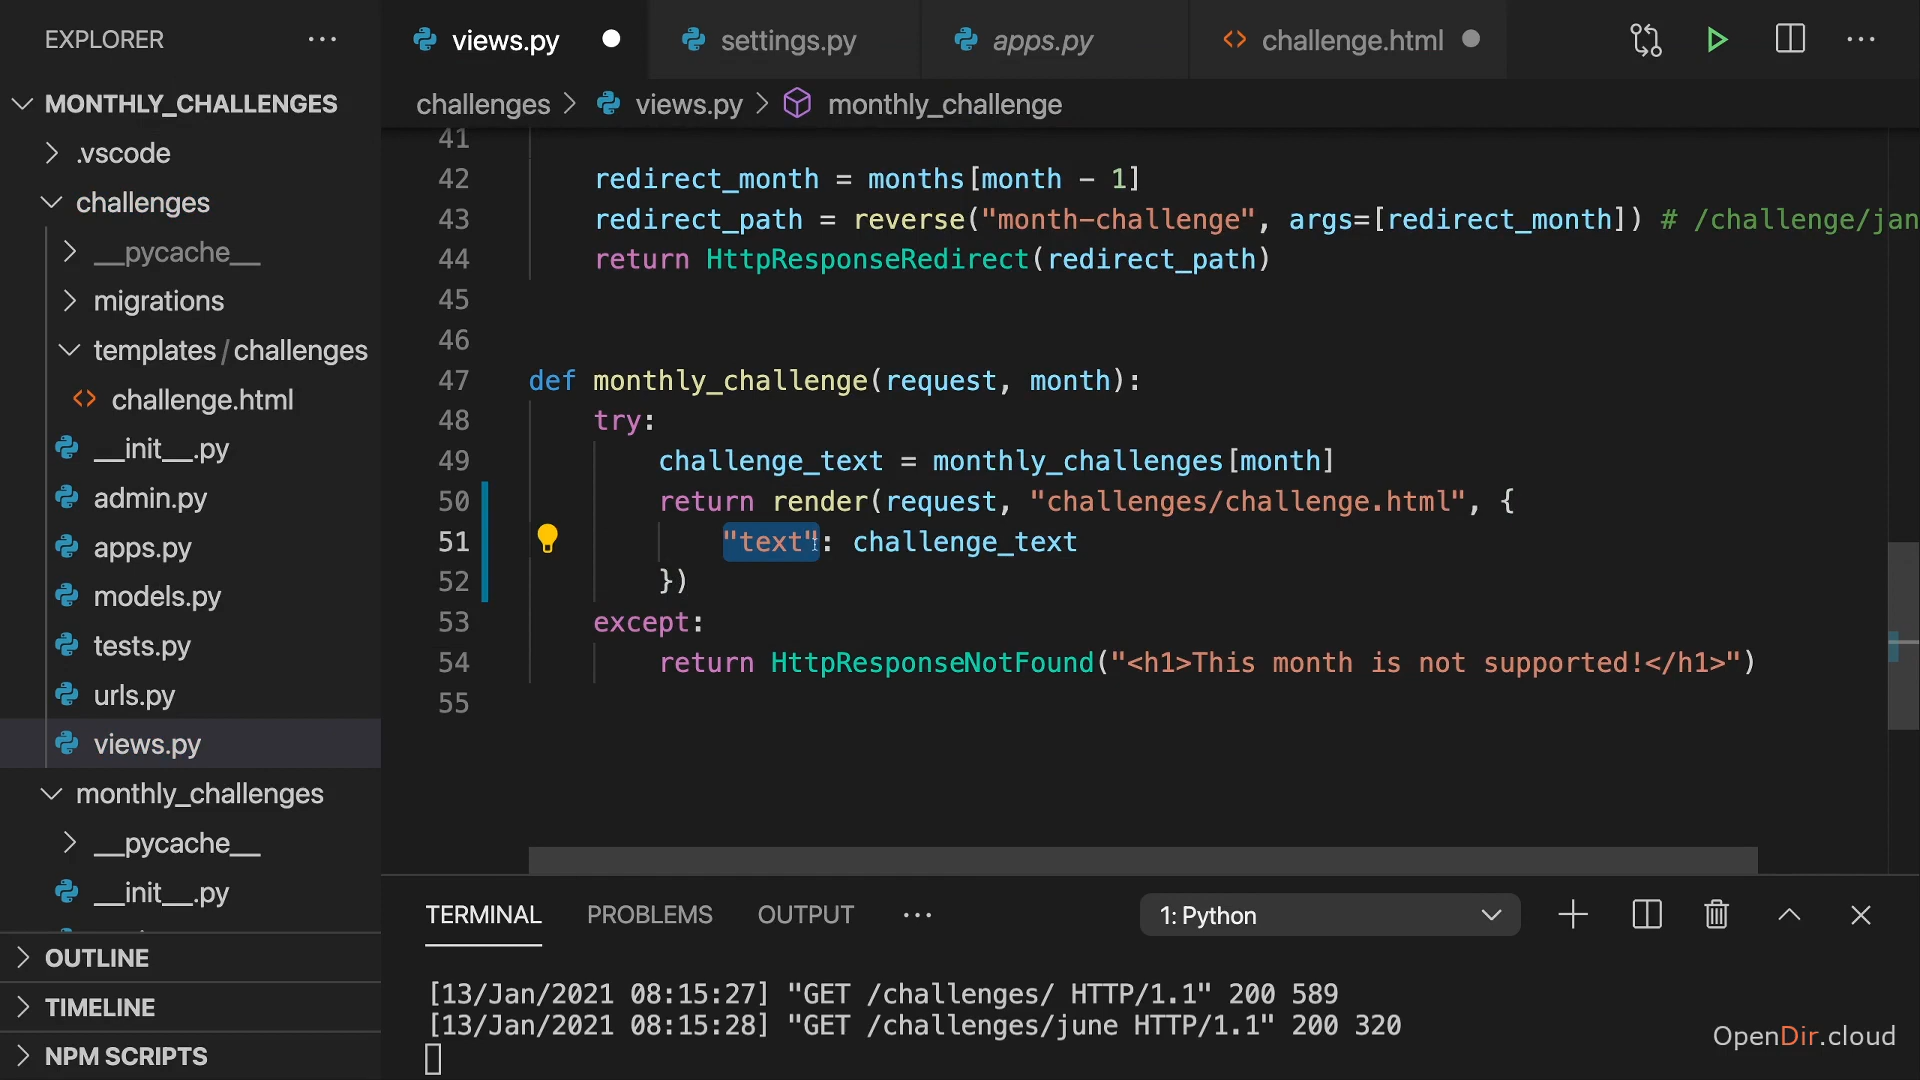 EXPLORER
views.py
settings.py
apps.py
challenge.html
MONTHLY_CHALLENGES
.vscode
challenges
__pycache__
migrations
templates/challenges
challenge.html
__init__.py
admin.py
apps.py
models.py
tests.py
urls.py
views.py
monthly_challenges
__pycache__
__init__.py
OUTLINE
TIMELINE
NPM SCRIPTS
challenges > views.py > monthly_challenge
41
42 redirect_month = months[month - 1]
43 redirect_path = reverse("month-challenge", args=[redirect_month]) # /challenge/jan
44 return HttpResponseRedirect(redirect_path)
45
46
47 def monthly_challenge(request, month):
48 try:
49 challenge_text = monthly_challenges[month]
50 return render(request, "challenges/challenge.html", {
51 "text": challenge_text
52 })
53 except:
54 return HttpResponseNotFound("<h1>This month is not supported!</h1>")
55
TERMINAL PROBLEMS OUTPUT 1: Python
[13/Jan/2021 08:15:27] "GET /challenges/ HTTP/1.1" 200 589
[13/Jan/2021 08:15:28] "GET /challenges/june HTTP/1.1" 200 320
OpenDir.cloud